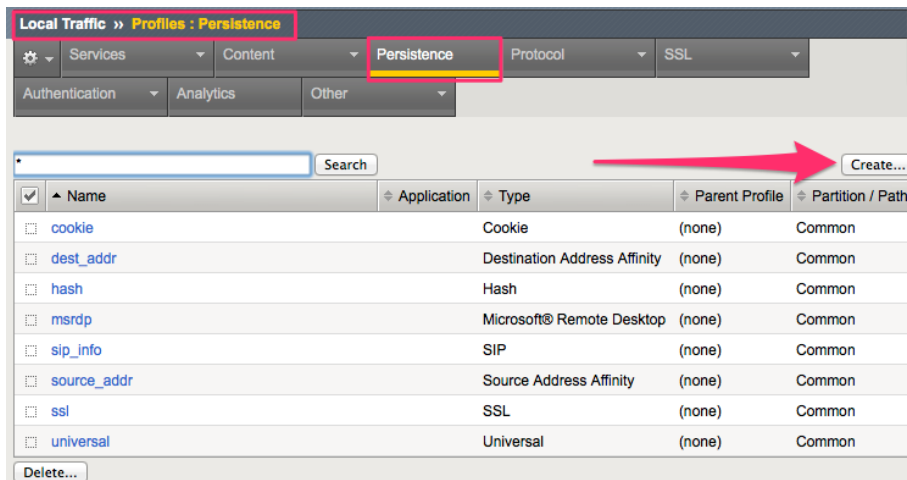 Local Traffic » Profiles : Persistence
Services Content Persistence Protocol SSL
Authentication Analytics Other
* Search Create...
Name Application Type Parent Profile Partition / Path
cookie Cookie (none) Common
dest_addr Destination Address Affinity (none) Common
hash Hash (none) Common
msrdp Microsoft® Remote Desktop (none) Common
sip_info SIP (none) Common
source_addr Source Address Affinity (none) Common
ssl SSL (none) Common
universal Universal (none) Common
Delete...